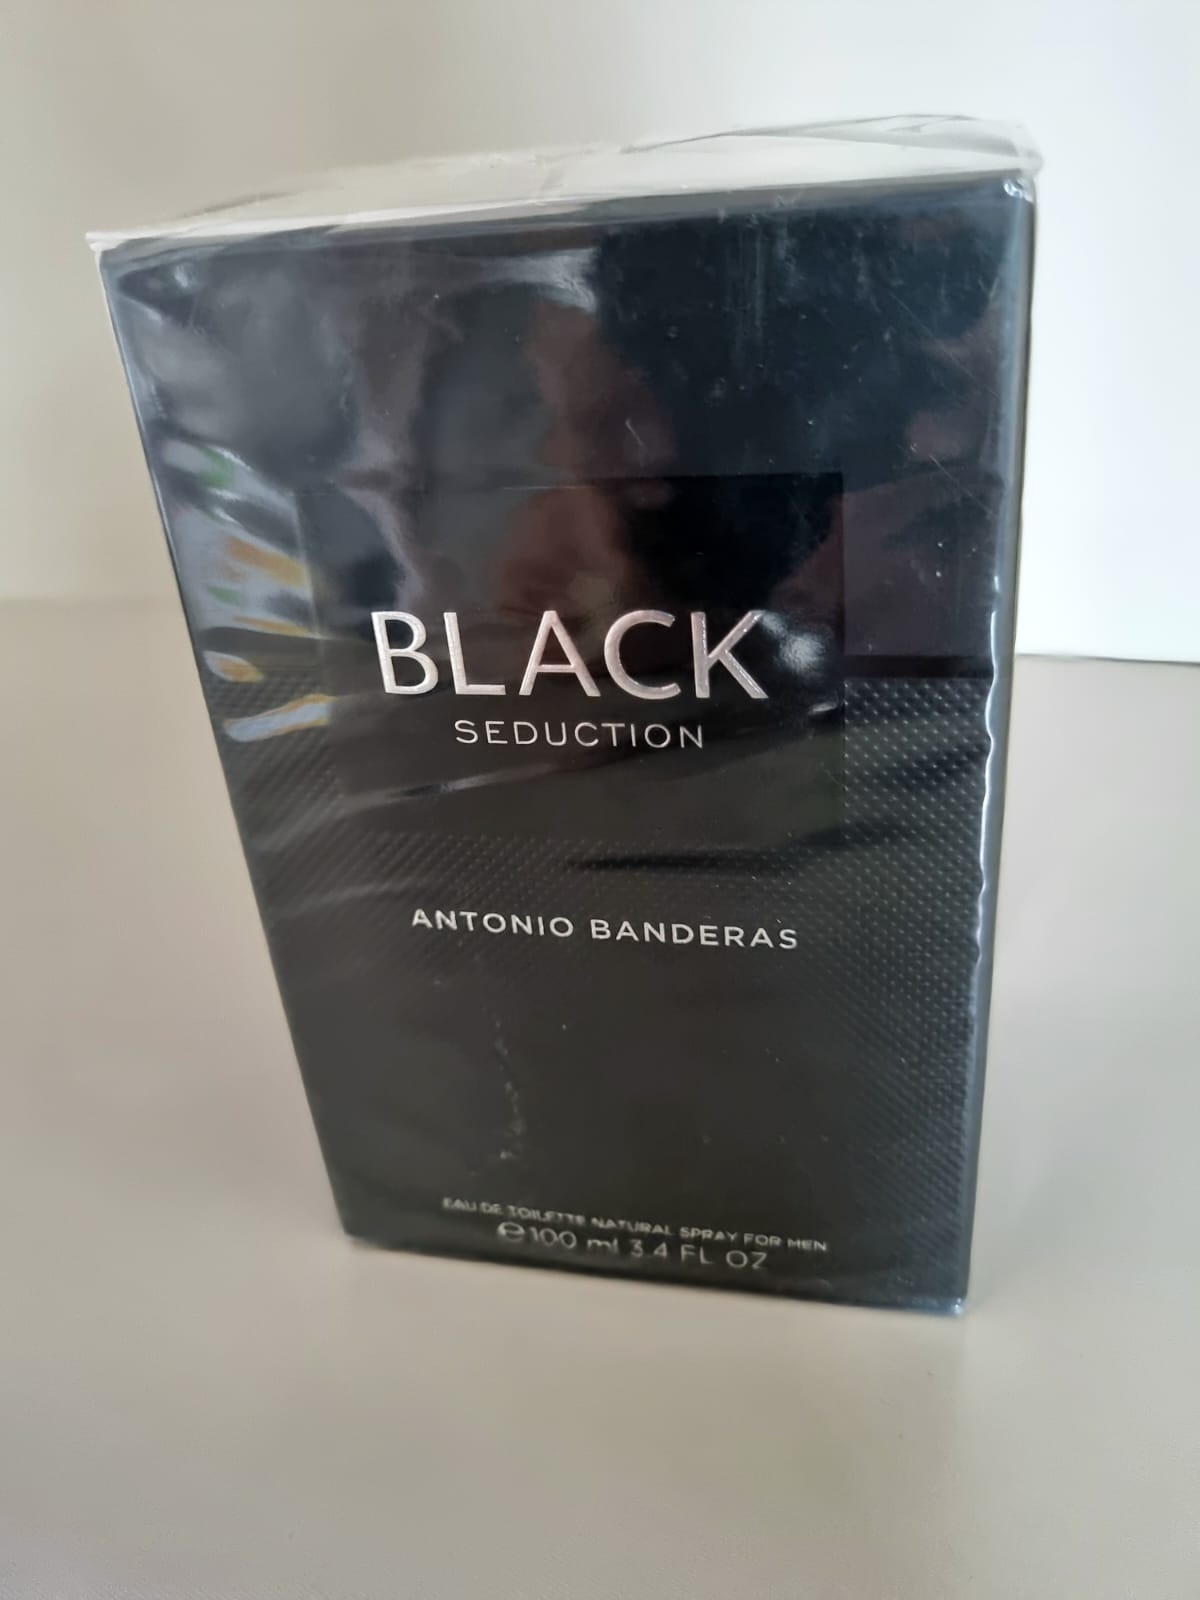 BLACK
SEDUCTION
ANTONIO BANDERAS
EAU DE TOILETTE NATURAL SPRAY FOR MEN
℮100 ml 3.4 FL OZ